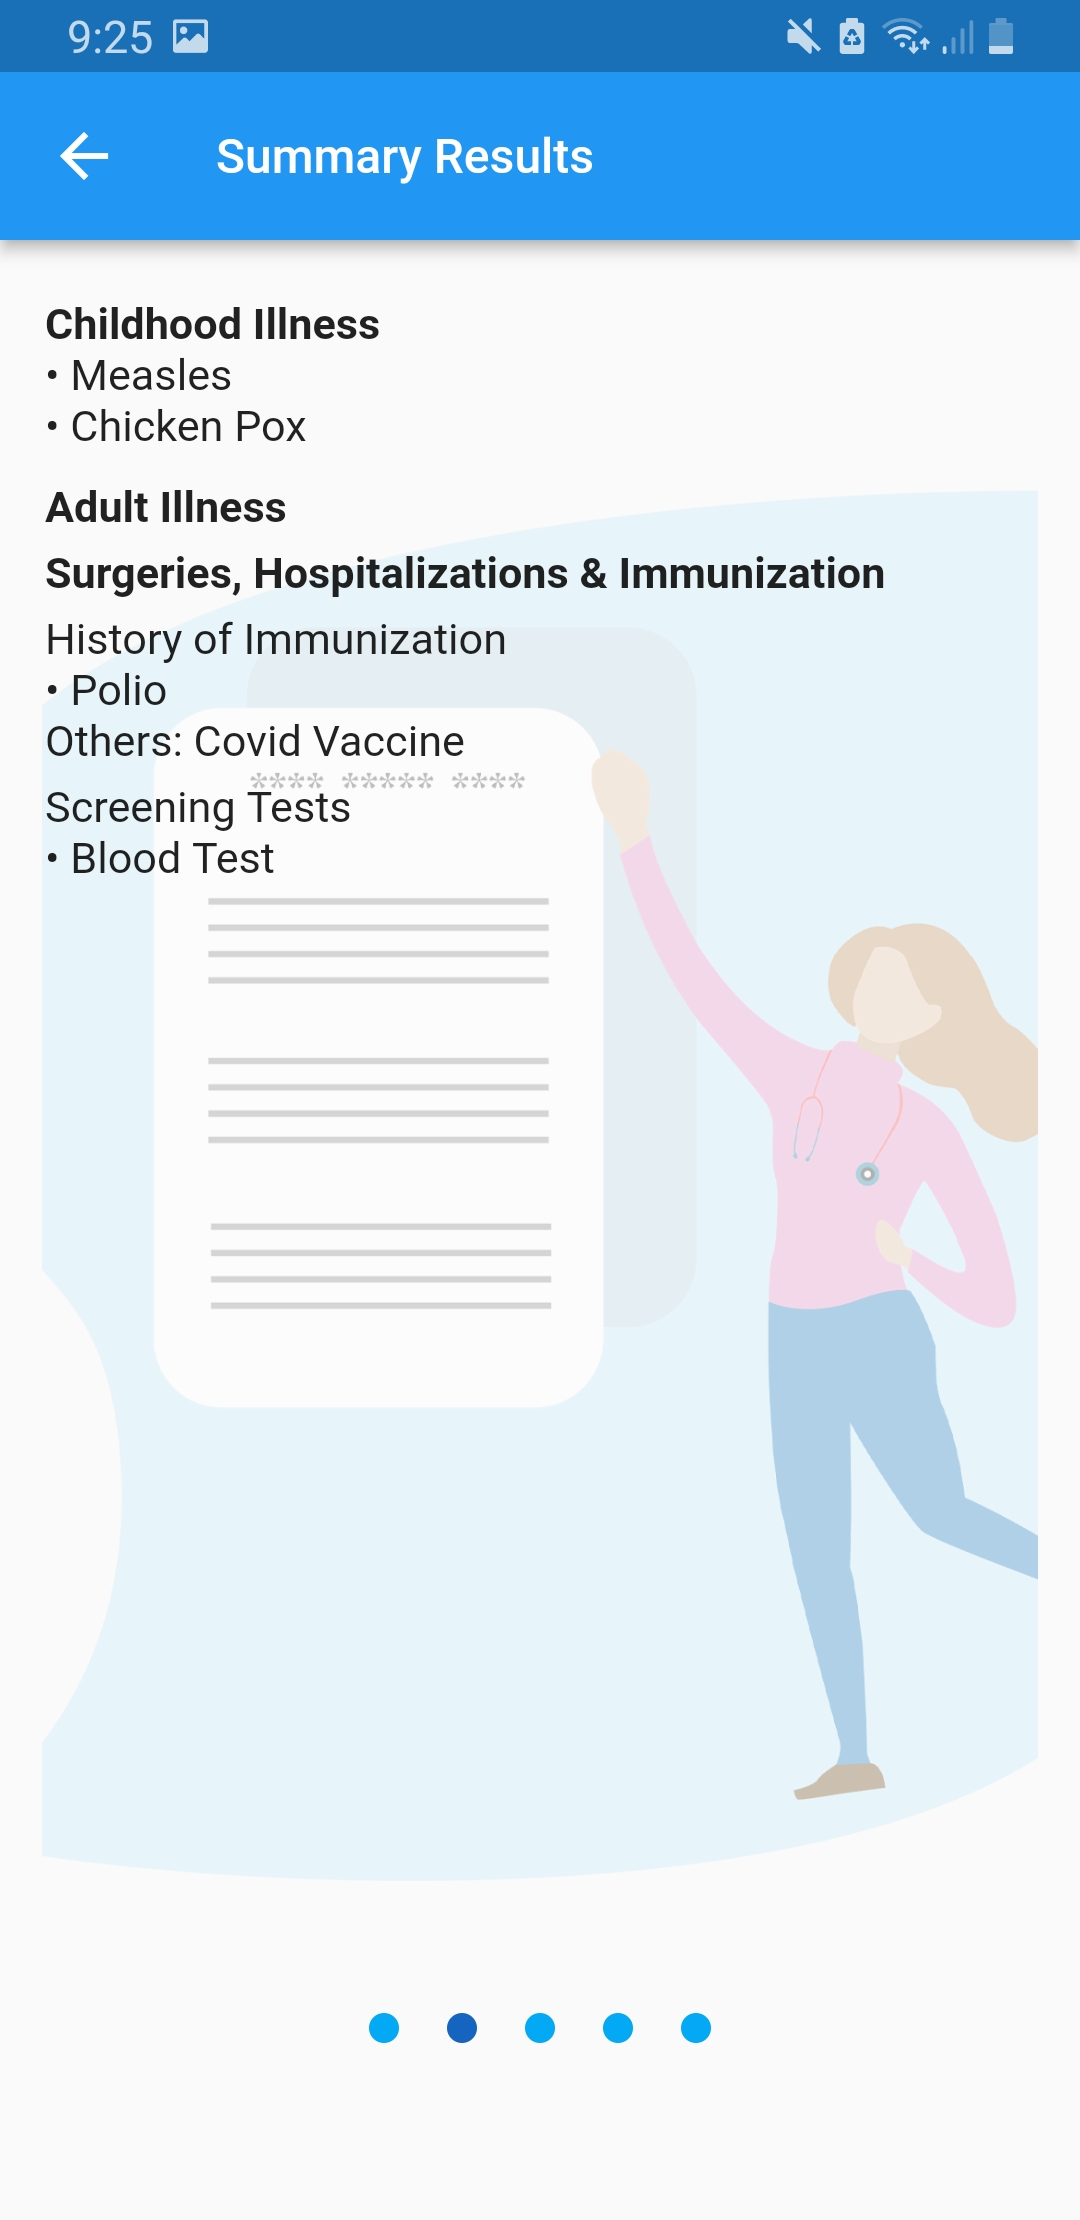 9:25
Summary Results
Childhood Illness
• Measles
• Chicken Pox
Adult Illness
Surgeries, Hospitalizations & Immunization
History of Immunization
• Polio
Others: Covid Vaccine
**** ***** ****
Screening Tests
• Blood Test